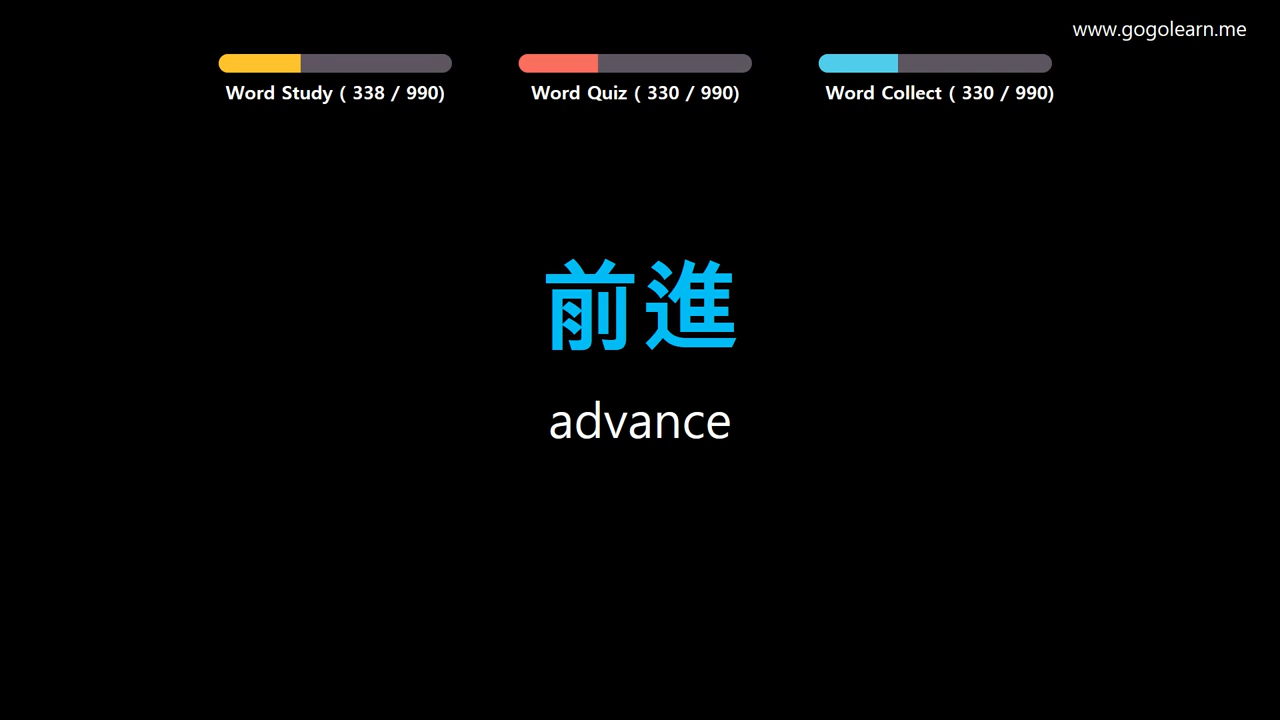 www.gogolearn.me
Word Study ( 338 / 990)
Word Quiz ( 330 / 990)
Word Collect ( 330 / 990)
前進
advance